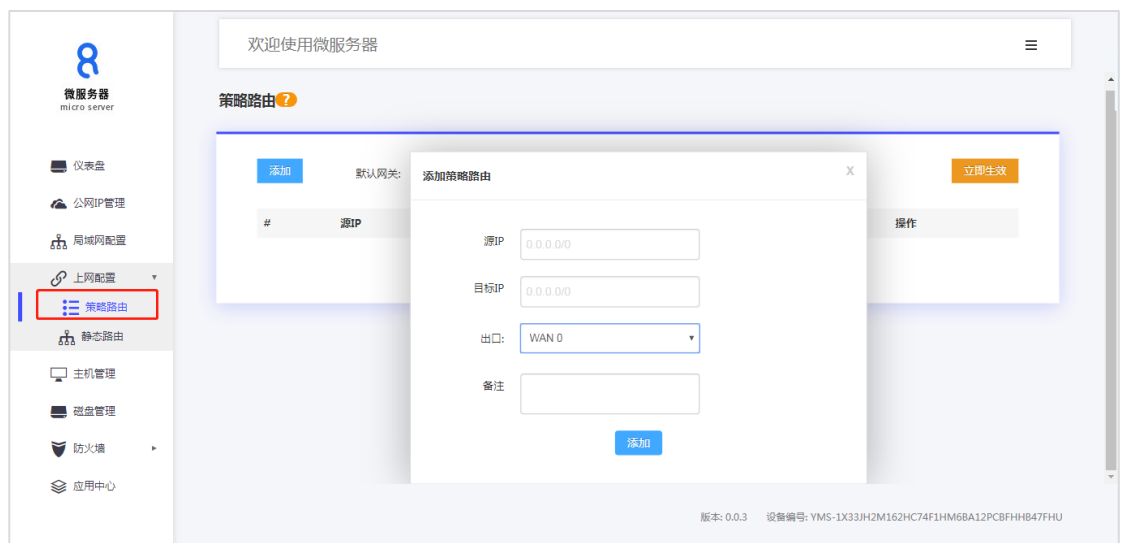 微服务器
micro server
仪表盘
公网IP管理
局域网配置
上网配置
策略路由
静态路由
主机管理
磁盘管理
防火墙
应用中心
欢迎使用微服务器
策略路由?
添加 默认网关: 立即生效
# 源IP 操作
添加策略路由 X
源IP 0.0.0.0/0
目标IP 0.0.0.0/0
出口: WAN 0
备注
添加
版本: 0.0.3 设备编号: YMS-1X33JH2M162HC74F1HM6BA12PCBFHHB47FHU